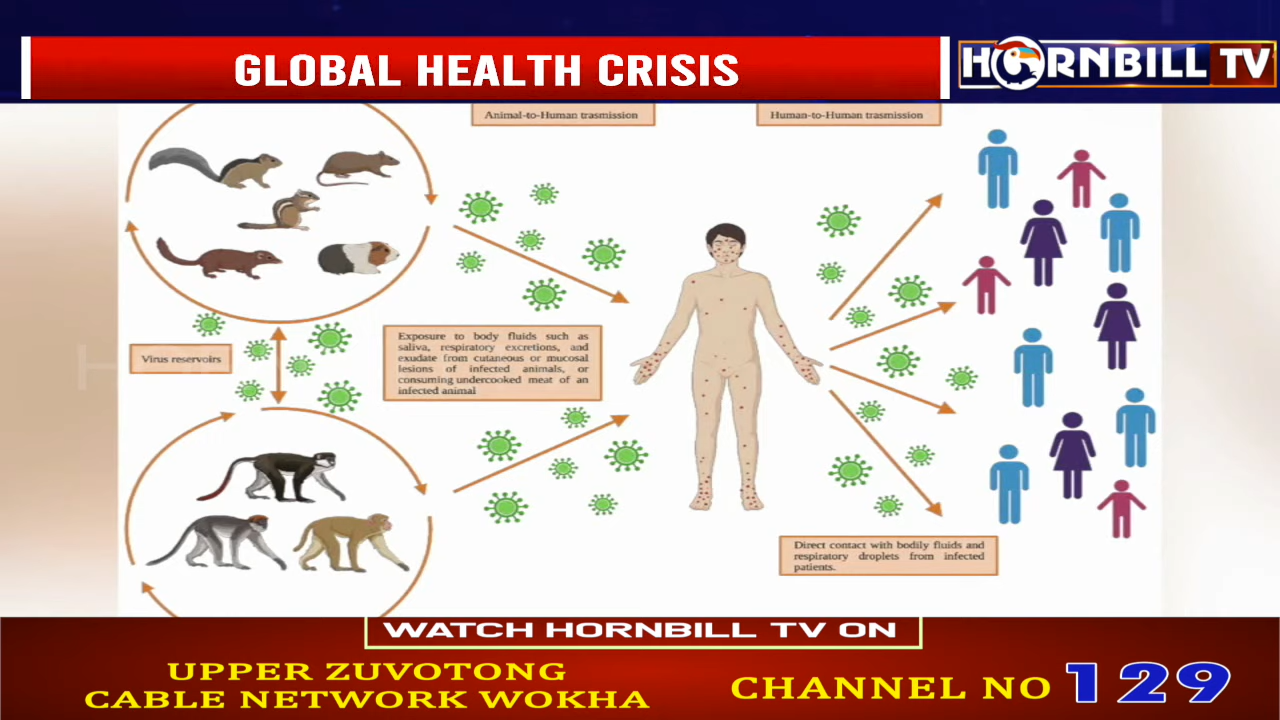 GLOBAL HEALTH CRISIS
HORNBILL TV
Animal-to-Human trasmission
Human-to-Human trasmission
Virus reservoirs
Exposure to body fluids such as
saliva, respiratory excretions, and
exudate from cutaneous or mucosal
lesions of infected animals, or
consuming undercooked meat of an
infected animal
Direct contact with bodily fluids and
respiratory droplets from infected
patients.
WATCH HORNBILL TV ON
UPPER ZUVOTONG
CABLE NETWORK WOKHA
CHANNEL NO 129